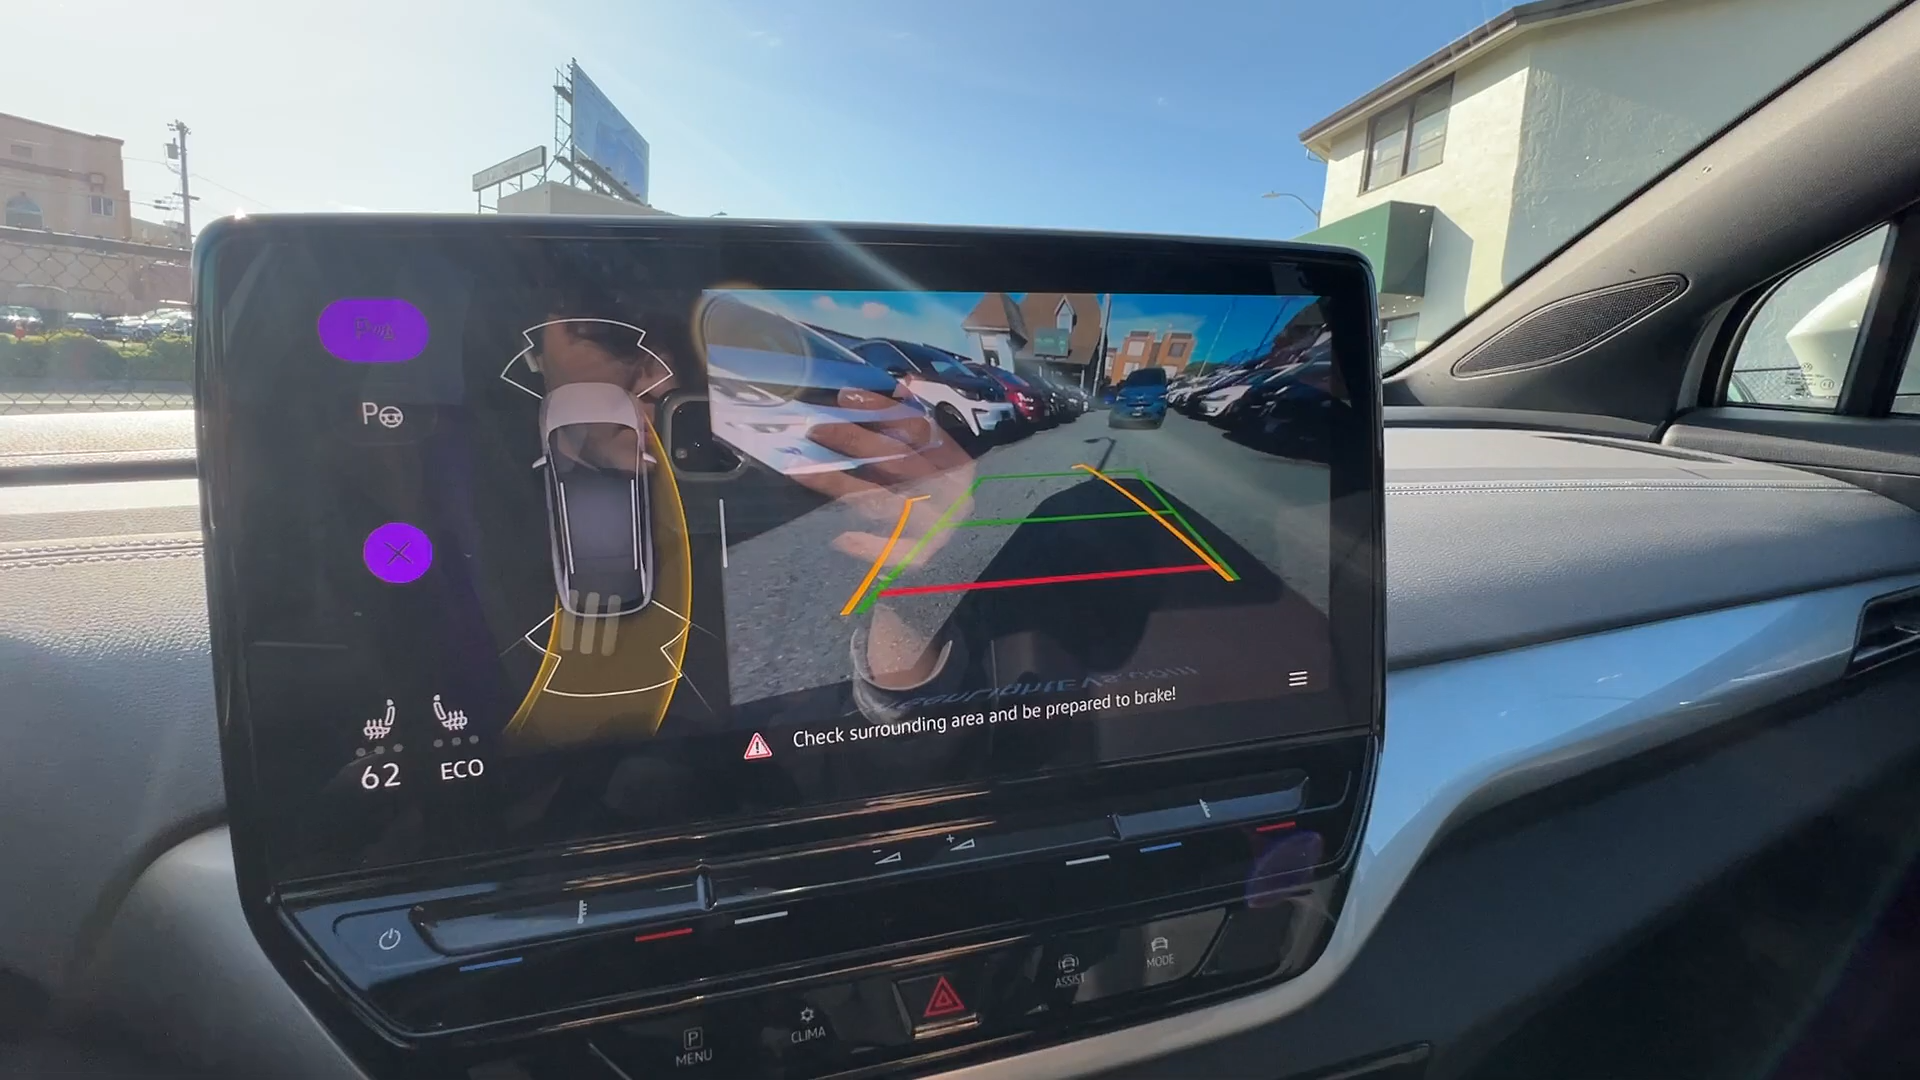 P
P
62
ECO
Check surrounding area and be prepared to brake!
- +
ASSIST
MODE
P
MENU
CLIMA